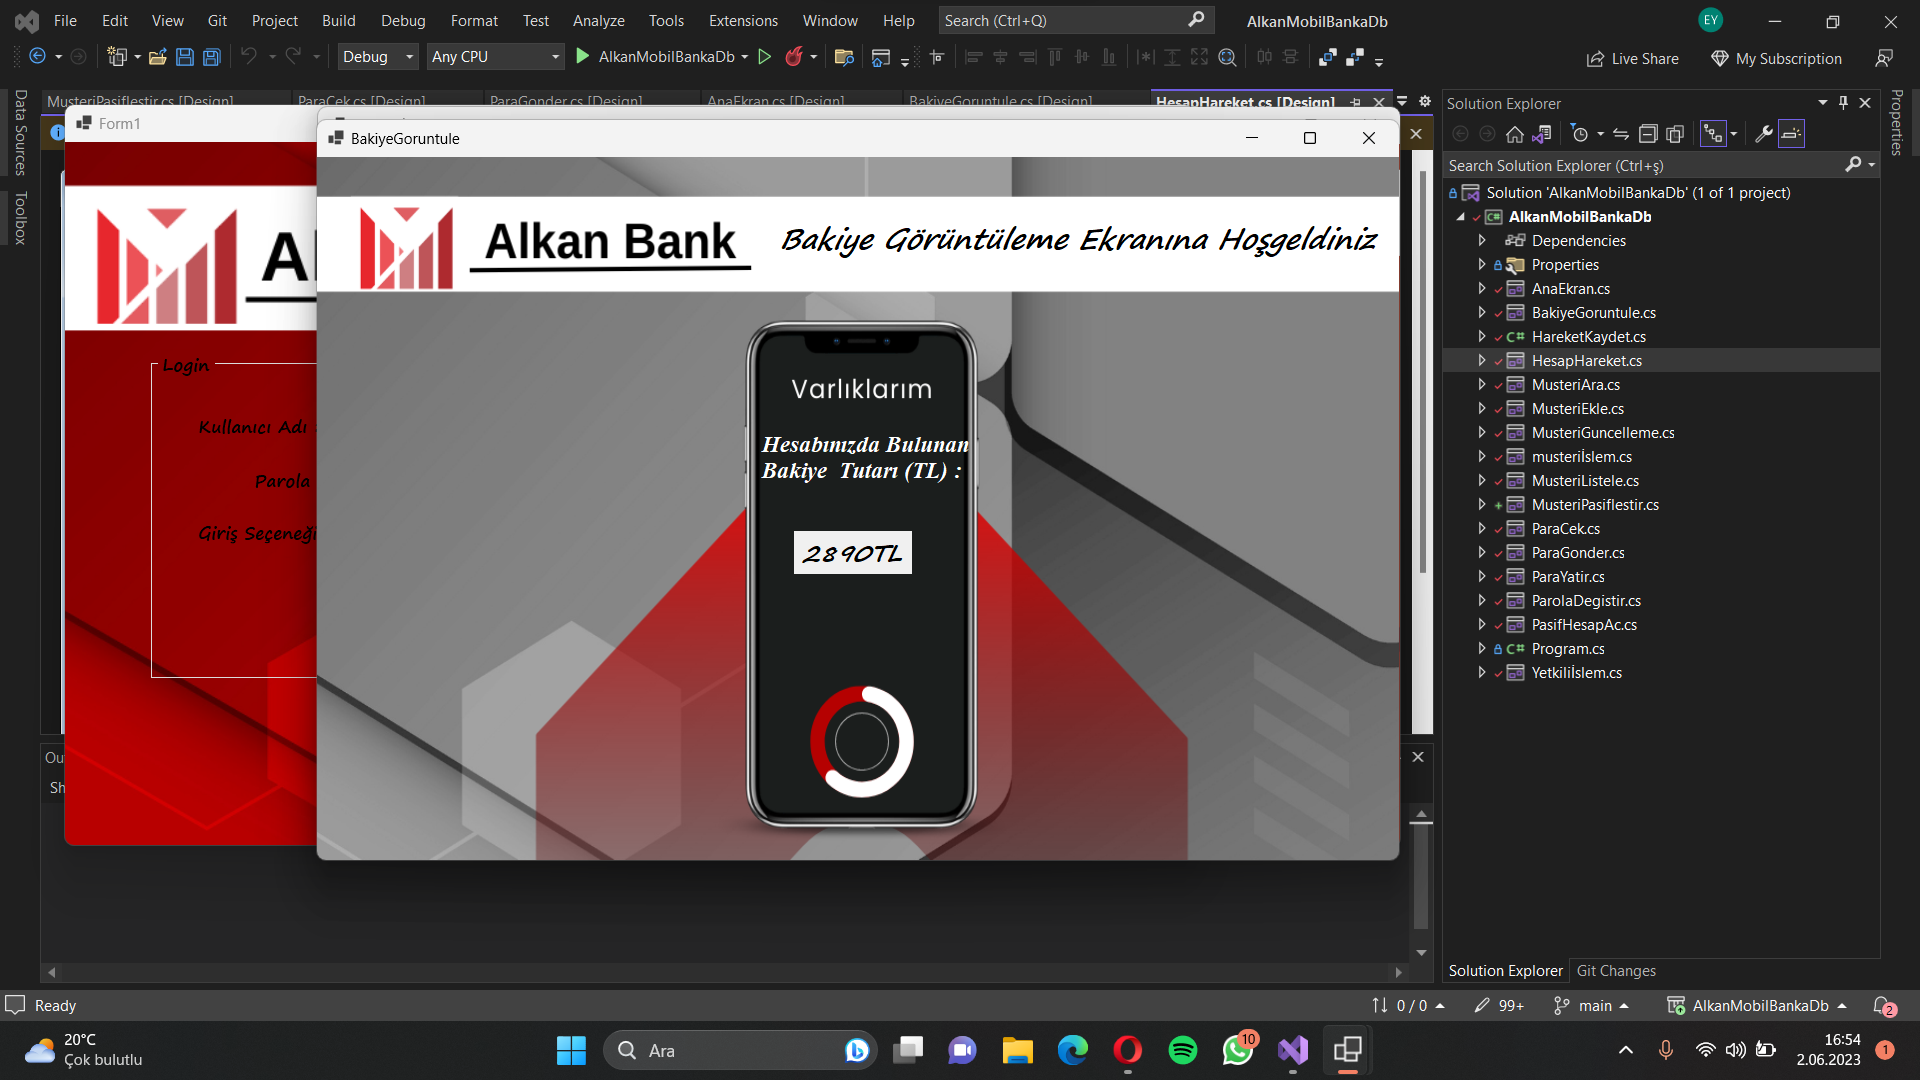 File Edit View Git Project Build Debug Format Test Analyze Tools Extensions Window Help Search (Ctrl+Q) AlkanMobilBankaDb EY
Debug Any CPU AlkanMobilBankaDb Live Share My Subscription
MusteriPasiflestir.cs [Design] ParaCek.cs [Design] ParaGonder.cs [Design] AnaEkran.cs [Design] BakiyeGoruntule.cs [Design] HesapHareket.cs [Design]
Data Sources
Toolbox
Form1
Login
Kullanıcı Adı
Parola
Giriş Seçeneği
BakiyeGoruntule
Alkan Bank
Bakiye Görüntüleme Ekranına Hoşgeldiniz
Varlıklarım
Hesabınızda Bulunan
Bakiye Tutarı (TL) :
2890TL
Solution Explorer
Search Solution Explorer (Ctrl+ş)
Solution 'AlkanMobilBankaDb' (1 of 1 project)
AlkanMobilBankaDb
Dependencies
Properties
AnaEkran.cs
BakiyeGoruntule.cs
C# HareketKaydet.cs
HesapHareket.cs
MusteriAra.cs
MusteriEkle.cs
MusteriGuncelleme.cs
musteriİslem.cs
MusteriListele.cs
MusteriPasiflestir.cs
ParaCek.cs
ParaGonder.cs
ParaYatir.cs
ParolaDegistir.cs
PasifHesapAc.cs
C# Program.cs
Yetkiliİslem.cs
Solution Explorer Git Changes
Properties
Ready 0 / 0 99+ main AlkanMobilBankaDb 2
20°C
Çok bulutlu
Ara
10
16:54
2.06.2023
1